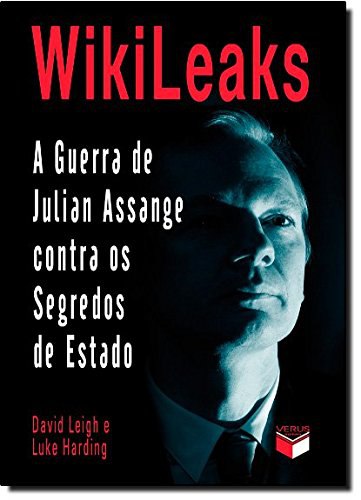 WikiLeaks
A Guerra de
Julian Assange
contra os
Segredos
de Estado
David Leigh e
Luke Harding
VERUS